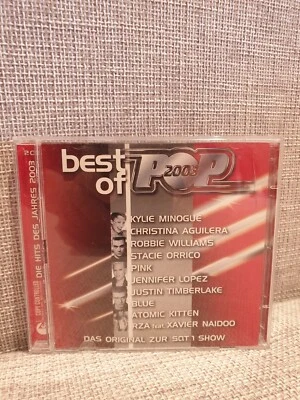 best
of
POP
2003
KYLIE MINOGUE
CHRISTINA AGUILERA
ROBBIE WILLIAMS
STACIE ORRICO
PINK
JENNIFER LOPEZ
JUSTIN TIMBERLAKE
BLUE
ATOMIC KITTEN
RZA feat. XAVIER NAIDOO
DAS ORIGINAL ZUR SAT 1 SHOW
DIE HITS DES JAHRES 2003